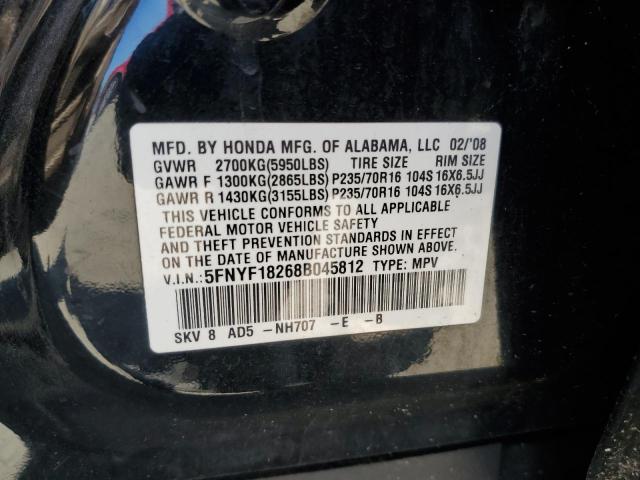 MFD. BY HONDA MFG. OF ALABAMA, LLC 02/'08
GVWR 2700KG(5950LBS) TIRE SIZE RIM SIZE
GAWR F 1300KG(2865LBS) P235/70R16 104S 16X6.5JJ
GAWR R 1430KG(3155LBS) P235/70R16 104S 16X6.5JJ
THIS VEHICLE CONFORMS TO ALL APPLICABLE
FEDERAL MOTOR VEHICLE SAFETY
AND THEFT PREVENTION STANDARDS IN EFFECT
ON THE DATE OF MANUFACTURE SHOWN ABOVE.
V.I.N.: 5FNYF18268B045812 TYPE: MPV
SKV 8 AD5 -NH707 -E -B